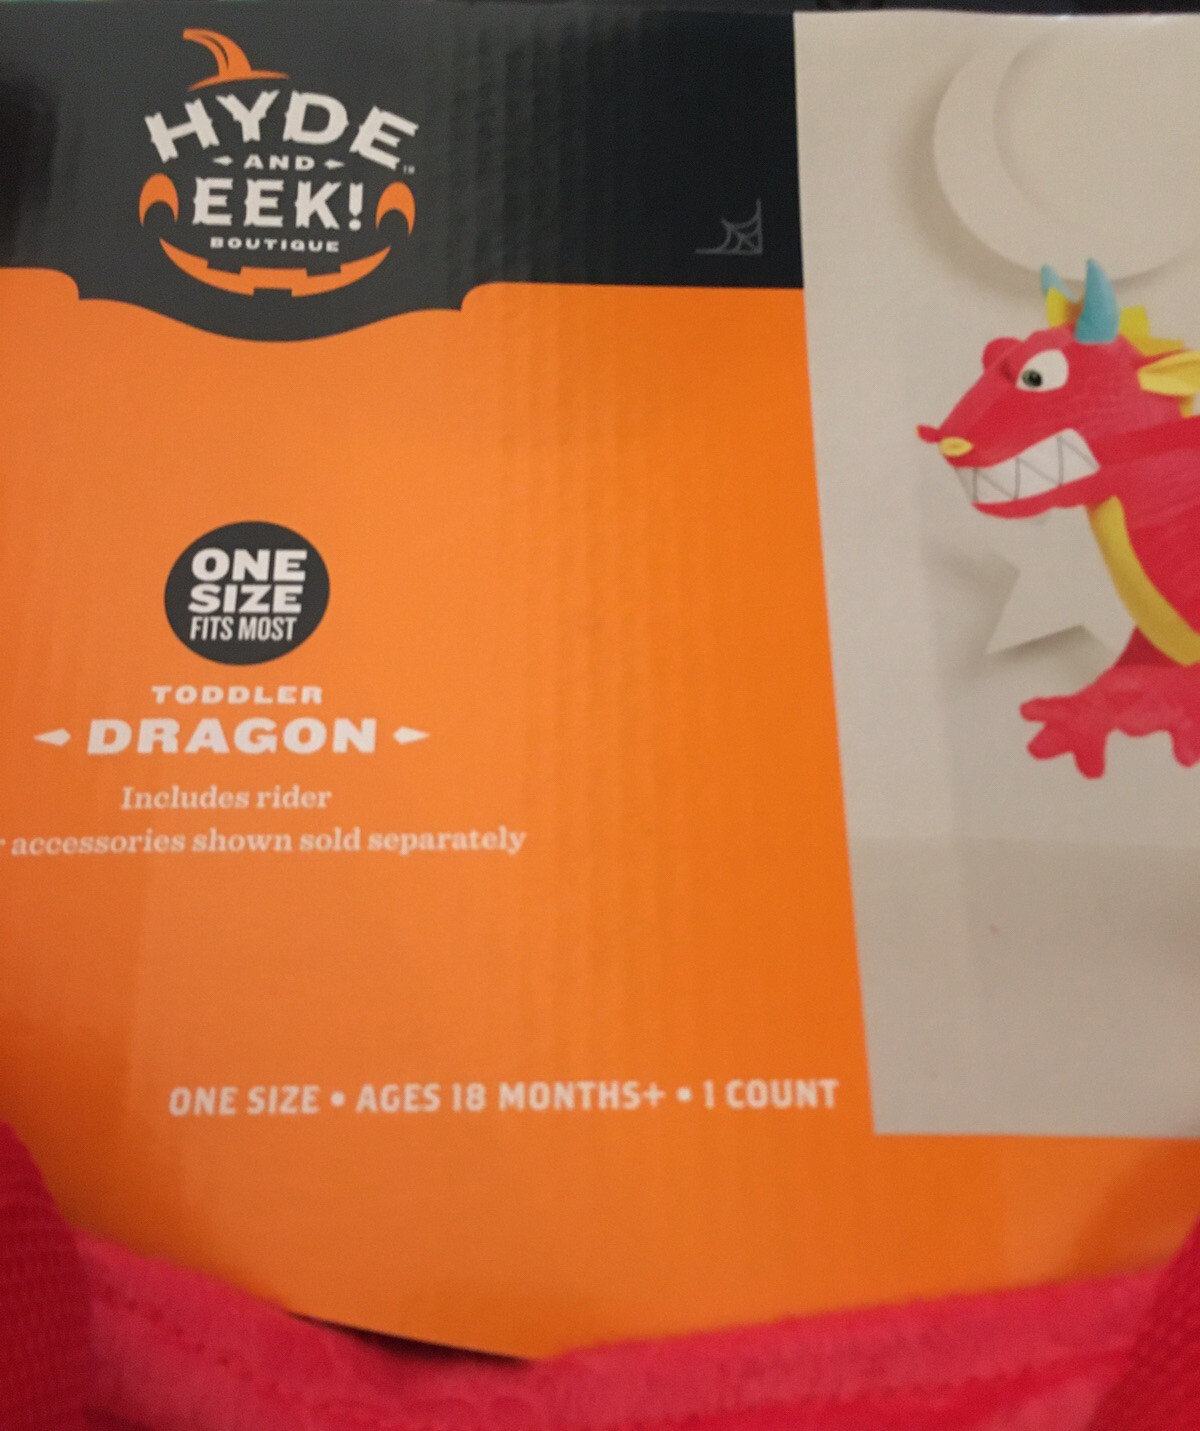 HYDE
AND
EEK!
BOUTIQUE
ONE
SIZE
FITS MOST
TODDLER
DRAGON
Includes rider
accessories shown sold separately
ONE SIZE • AGES 18 MONTHS+ • 1 COUNT